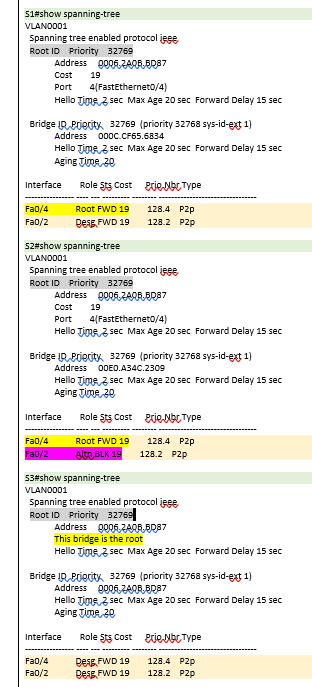 S1#show spanning-tree
VLAN0001
Spanning tree enabled protocol ieee
Root ID Priority 32769
Address 0006.2A0B.BD87
Cost 19
Port 4(FastEthernet0/4)
Hello Time 2 sec Max Age 20 sec Forward Delay 15 sec
Bridge ID Priority 32769 (priority 32768 sys-id-ext 1)
Address 000C.CF65.6834
Hello Time 2 sec Max Age 20 sec Forward Delay 15 sec
Aging Time 20
Interface Role Sts Cost Prio.Nbr Type
---------------- ---- --- --------- -------- --------------------------------
Fa0/4 Root FWD 19 128.4 P2p
Fa0/2 Desg FWD 19 128.2 P2p
S2#show spanning-tree
VLAN0001
Spanning tree enabled protocol ieee
Root ID Priority 32769
Address 0006.2A0B.BD87
Cost 19
Port 4(FastEthernet0/4)
Hello Time 2 sec Max Age 20 sec Forward Delay 15 sec
Bridge ID Priority 32769 (priority 32768 sys-id-ext 1)
Address 00E0.A34C.2309
Hello Time 2 sec Max Age 20 sec Forward Delay 15 sec
Aging Time 20
Interface Role Sts Cost Prio.Nbr Type
---------------- ---- --- --------- -------- --------------------------------
Fa0/4 Root FWD 19 128.4 P2p
Fa0/2 Altn BLK 19 128.2 P2p
S3#show spanning-tree
VLAN0001
Spanning tree enabled protocol ieee
Root ID Priority 32769
Address 0006.2A0B.BD87
This bridge is the root
Hello Time 2 sec Max Age 20 sec Forward Delay 15 sec
Bridge ID Priority 32769 (priority 32768 sys-id-ext 1)
Address 0006.2A0B.BD87
Hello Time 2 sec Max Age 20 sec Forward Delay 15 sec
Aging Time 20
Interface Role Sts Cost Prio.Nbr Type
---------------- ---- --- --------- -------- --------------------------------
Fa0/4 Desg FWD 19 128.4 P2p
Fa0/2 Desg FWD 19 128.2 P2p